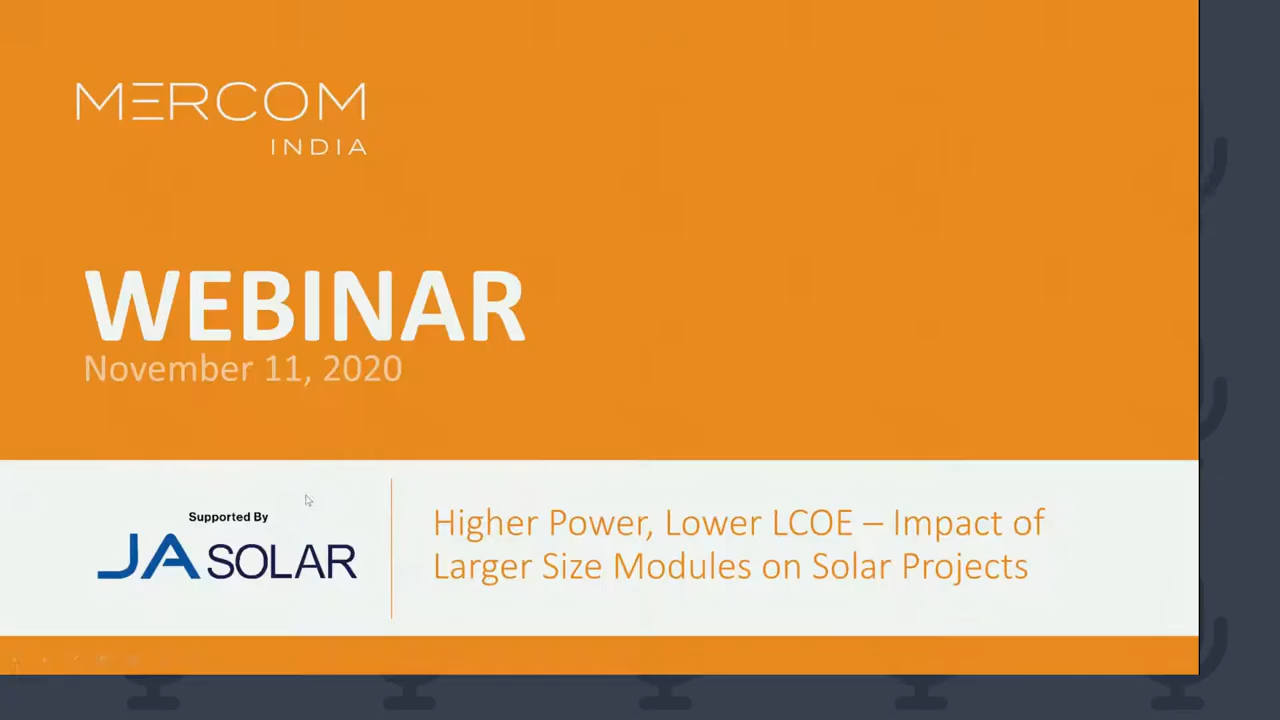 MERCOM
INDIA
WEBINAR
November 11, 2020
Supported By
JA SOLAR
Higher Power, Lower LCOE – Impact of
Larger Size Modules on Solar Projects